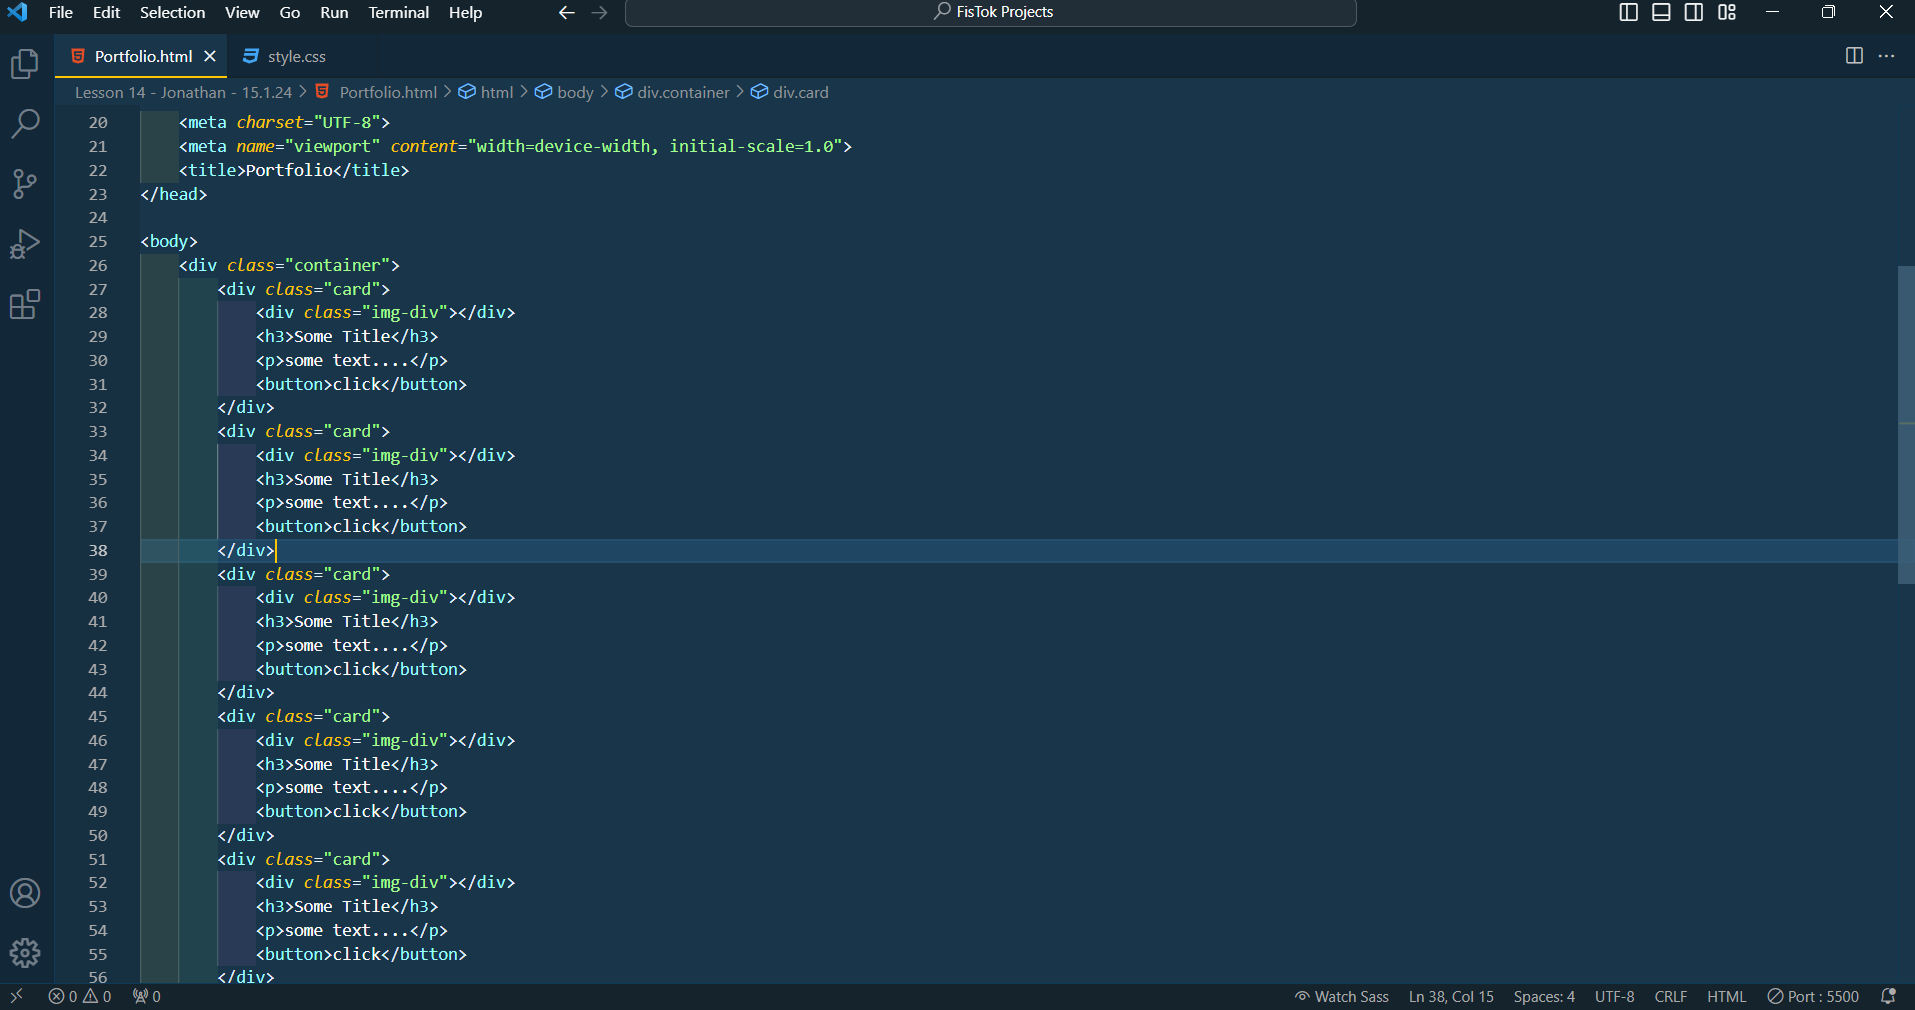 File Edit Selection View Go Run Terminal Help FisTok Projects
Portfolio.html style.css
Lesson 14 - Jonathan - 15.1.24 > Portfolio.html > html > body > div.container > div.card
20 <meta charset="UTF-8">
21 <meta name="viewport" content="width=device-width, initial-scale=1.0">
22 <title>Portfolio</title>
23 </head>
24
25 <body>
26 <div class="container">
27 <div class="card">
28 <div class="img-div"></div>
29 <h3>Some Title</h3>
30 <p>some text....</p>
31 <button>click</button>
32 </div>
33 <div class="card">
34 <div class="img-div"></div>
35 <h3>Some Title</h3>
36 <p>some text....</p>
37 <button>click</button>
38 </div>
39 <div class="card">
40 <div class="img-div"></div>
41 <h3>Some Title</h3>
42 <p>some text....</p>
43 <button>click</button>
44 </div>
45 <div class="card">
46 <div class="img-div"></div>
47 <h3>Some Title</h3>
48 <p>some text....</p>
49 <button>click</button>
50 </div>
51 <div class="card">
52 <div class="img-div"></div>
53 <h3>Some Title</h3>
54 <p>some text....</p>
55 <button>click</button>
56 </div>
0 0 0 Watch Sass Ln 38, Col 15 Spaces: 4 UTF-8 CRLF HTML Port : 5500